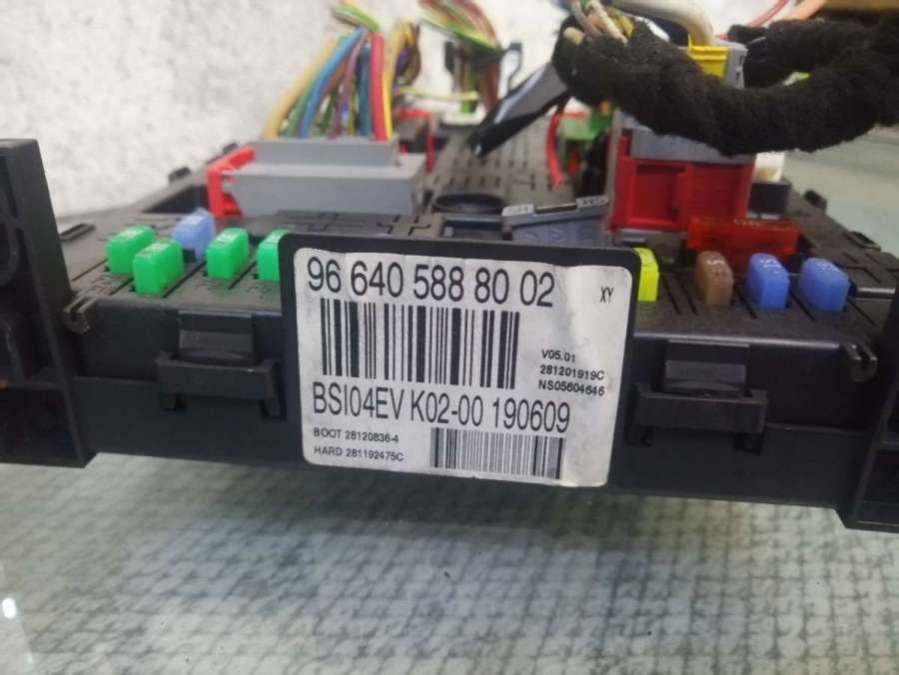 96 640 588 80 02
XY
V05.01
281201919C
NS05604646
BSI04EV K02-00 190609
BOOT 28120836-4
HARD 281192475C